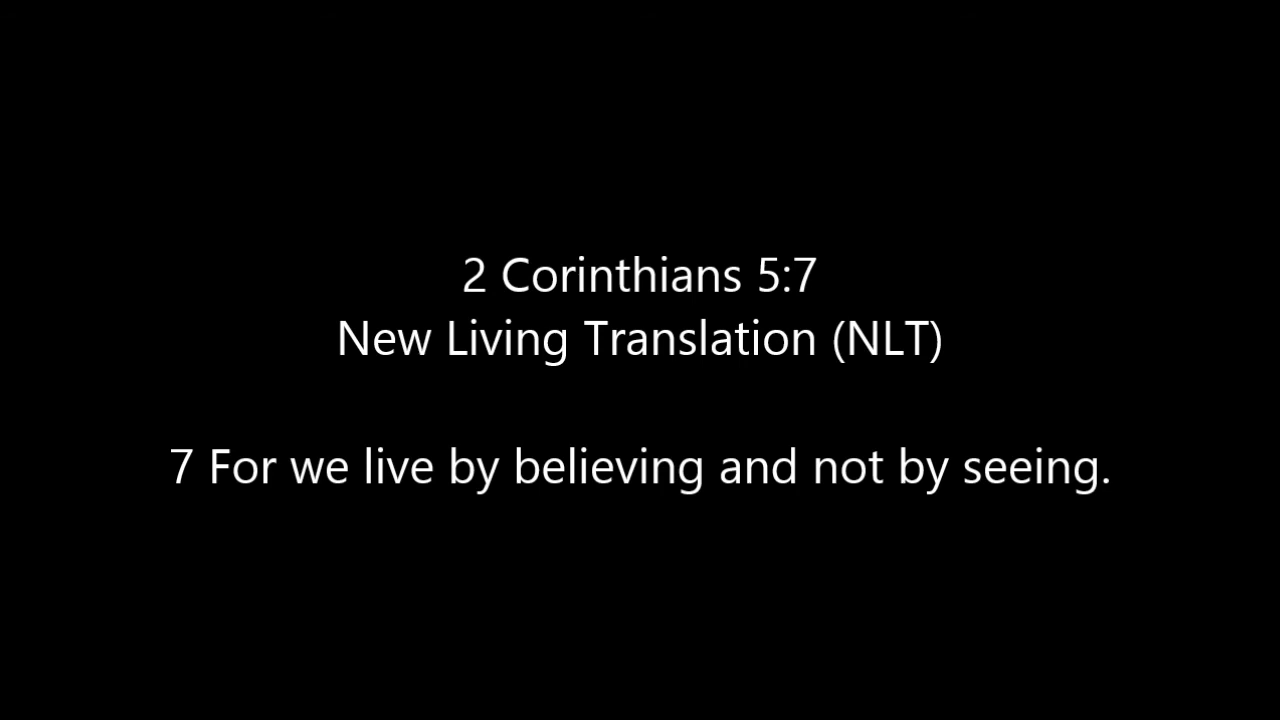 2 Corinthians 5:7
New Living Translation (NLT)
7 For we live by believing and not by seeing.